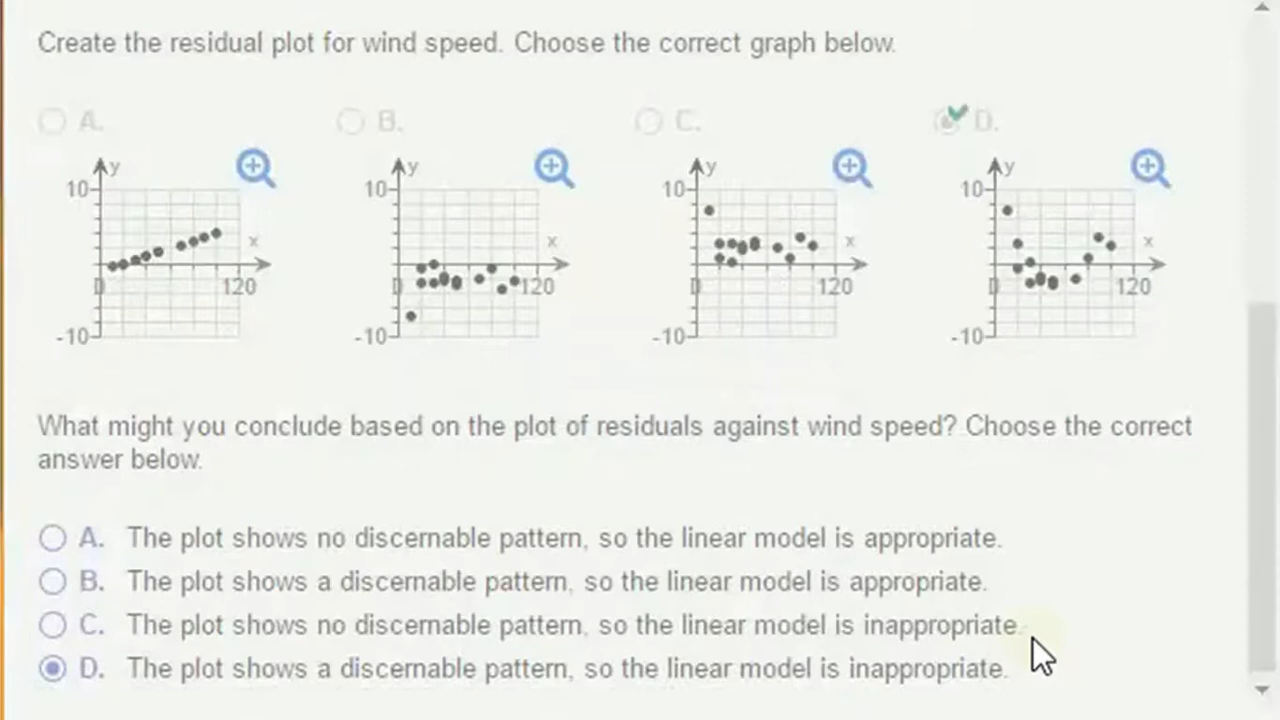 Create the residual plot for wind speed. Choose the correct graph below.
A. B. C. D.
y y y y
10 10 10 10
x x x x
0 120 0 120 0 120 0 120
-10 -10 -10 -10
What might you conclude based on the plot of residuals against wind speed? Choose the correct
answer below.
A. The plot shows no discernable pattern, so the linear model is appropriate.
B. The plot shows a discernable pattern, so the linear model is appropriate.
C. The plot shows no discernable pattern, so the linear model is inappropriate.
D. The plot shows a discernable pattern, so the linear model is inappropriate.